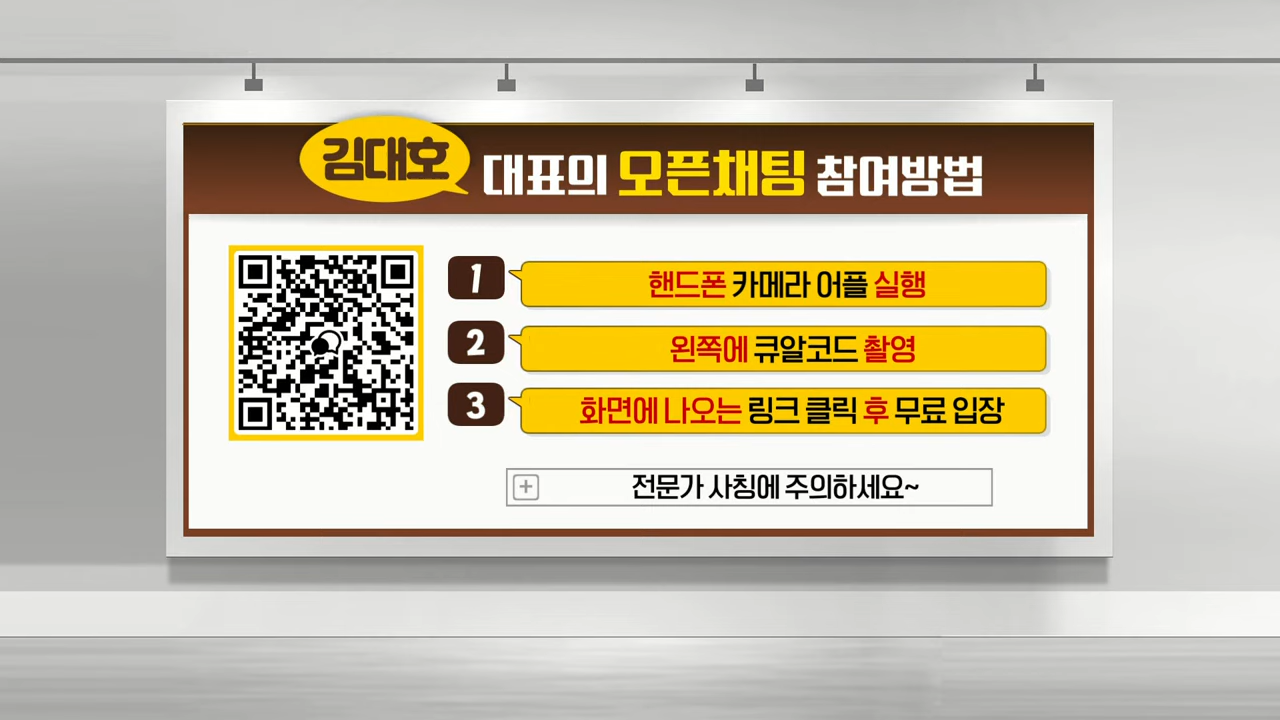 김대호 대표의 오픈채팅 참여방법
1 핸드폰 카메라 어플 실행
2 왼쪽에 큐알코드 촬영
3 화면에 나오는 링크 클릭 후 무료 입장
전문가 사칭에 주의하세요~